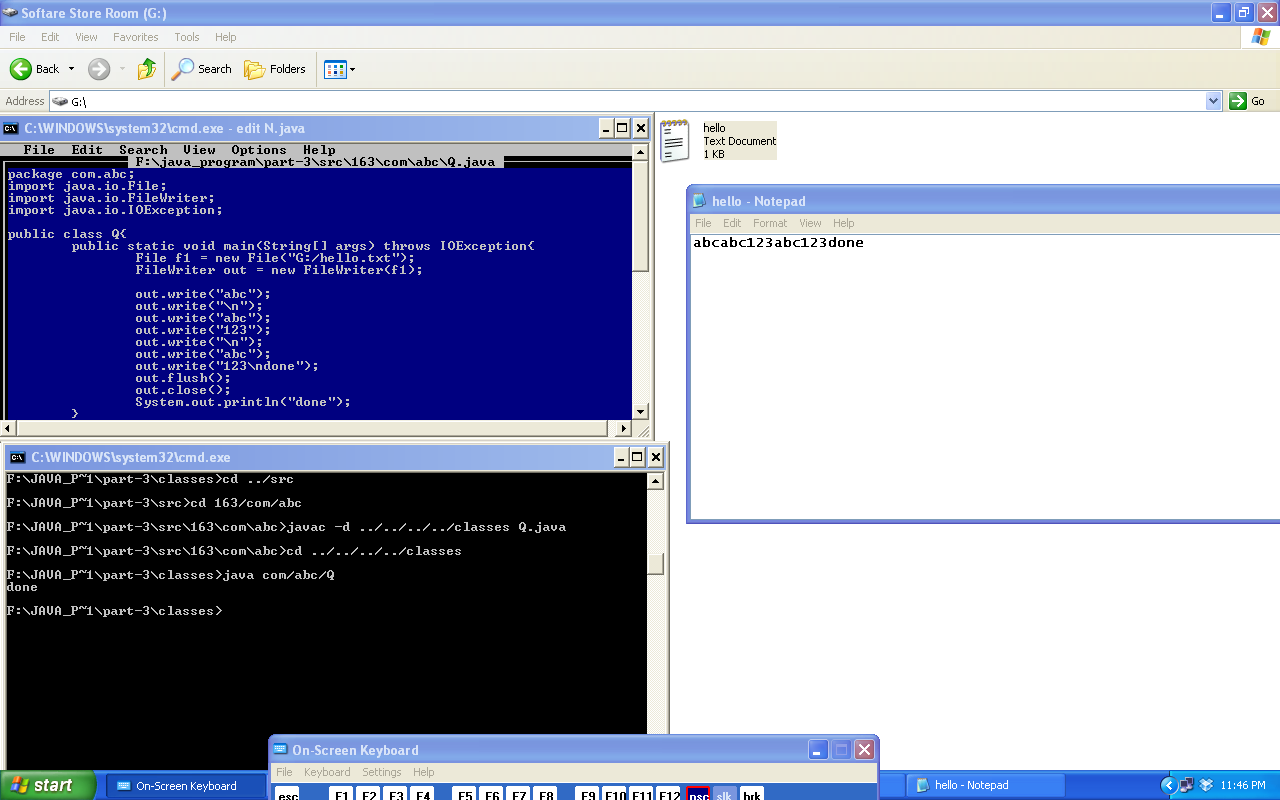 Softare Store Room (G:)
File Edit View Favorites Tools Help
Back Search Folders
Address G:\ Go
C:\WINDOWS\system32\cmd.exe - edit N.java
File Edit Search View Options Help
F:\java_program\part-3\src\163\com\abc\Q.java
package com.abc;
import java.io.File;
import java.io.FileWriter;
import java.io.IOException;
public class Q{
public static void main(String[] args) throws IOException{
File f1 = new File("G:/hello.txt");
FileWriter out = new FileWriter(f1);
out.write("abc");
out.write("\n");
out.write("abc");
out.write("123");
out.write("\n");
out.write("abc");
out.write("123\ndone");
out.flush();
out.close();
System.out.println("done");
}
hello
Text Document
1 KB
hello - Notepad
File Edit Format View Help
abcabc123abc123done
C:\WINDOWS\system32\cmd.exe
F:\JAVA_P~1\part-3\classes>cd ../src
F:\JAVA_P~1\part-3\src>cd 163/com/abc
F:\JAVA_P~1\part-3\src\163\com\abc>javac -d ../../../../classes Q.java
F:\JAVA_P~1\part-3\src\163\com\abc>cd ../../../../classes
F:\JAVA_P~1\part-3\classes>java com/abc/Q
done
F:\JAVA_P~1\part-3\classes>
On-Screen Keyboard
File Keyboard Settings Help
esc F1 F2 F3 F4 F5 F6 F7 F8 F9 F10 F11 F12 psc slk brk
start On-Screen Keyboard hello - Notepad 11:46 PM